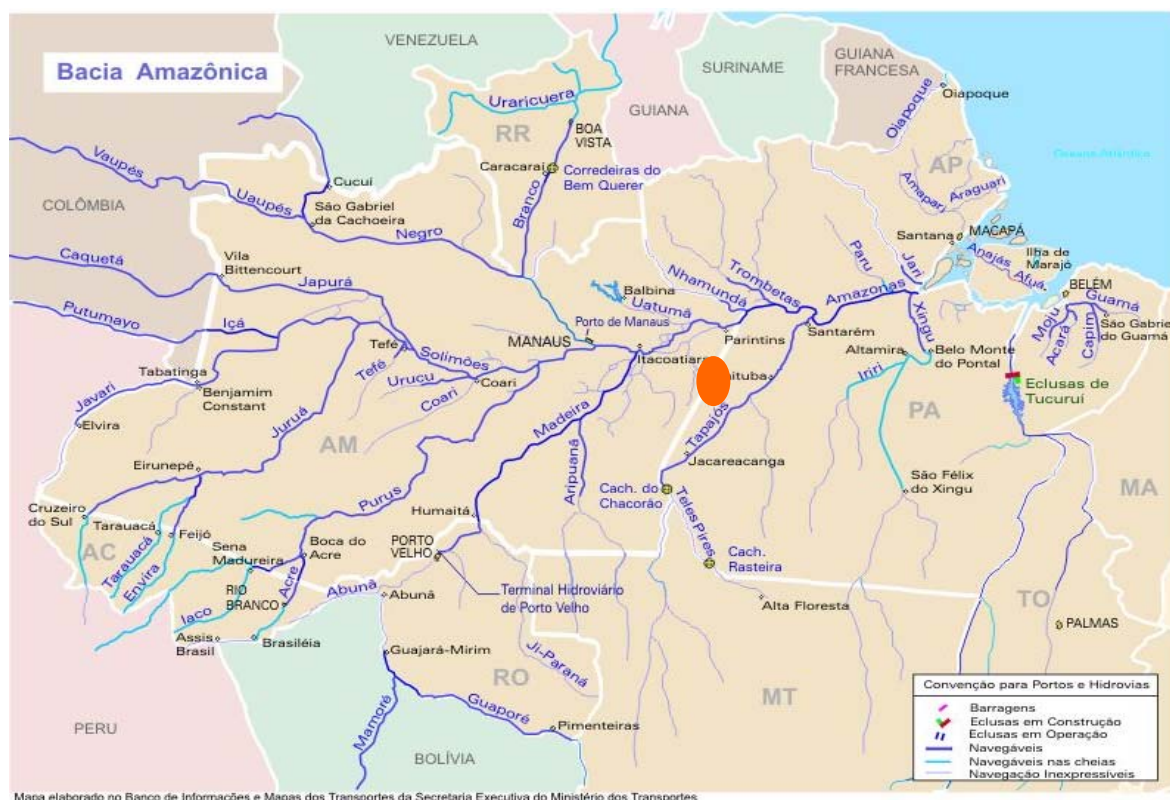 Bacia Amazônica
VENEZUELA
SURINAME
GUIANA
FRANCESA
GUIANA
COLÔMBIA
PERU
BOLÍVIA
Oceano Atlântico
RR
AP
AM
PA
AC
RO
MT
TO
MA
Uraricuera
BOA
VISTA
Caracaraí
Corredeiras do
Bem Querer
Branco
Oiapoque
Oiapoque
Vaupés
Uaupés
Cucuí
São Gabriel
da Cachoeira
Negro
Amapari
Araguari
Santana
MACAPÁ
Anajás
Afuá
Ilha de
Marajó
BELÉM
Guamá
Moju
Acará
Capim
São Gabriel
do Guamá
Caquetá
Vila
Bittencourt
Japurá
Putumayo
Içá
Balbina
Uatumã
Nhamundá
Trombetas
Paru
Jari
Amazonas
Xingu
Porto de Manaus
MANAUS
Itacoatiara
Parintins
Santarém
Altamira
Belo Monte
do Pontal
Iriri
Eclusas de
Tucuruí
Tefé
Tefé
Solimões
Urucu
Coari
Coari
Tabatinga
Benjamim
Constant
Javari
Elvira
Juruá
Madeira
Aripuanã
Tapajós
ituba
Jacareacanga
Cach. do
Chacorão
São Félix
do Xingu
Eirunepé
Purus
Humaitá
Teles Pires
Cach.
Rasteira
Cruzeiro
do Sul
Tarauacá
Tarauacá
Feijó
Envira
Sena
Madureira
Boca do
Acre
RIO
BRANCO
Acre
Iaco
PORTO
VELHO
Terminal Hidroviário
de Porto Velho
Abunã
Abunã
Alta Floresta
PALMAS
Assis
Brasil
Brasiléia
Guajará-Mirim
Ji-Paraná
Mamoré
Guaporé
Pimenteiras
Convenção para Portos e Hidrovias
Barragens
Eclusas em Construção
Eclusas em Operação
Navegáveis
Navegáveis nas cheias
Navegação Inexpressíveis
Mapa elaborado no Banco de Informações e Mapas dos Transportes da Secretaria Executiva do Ministério dos Transportes